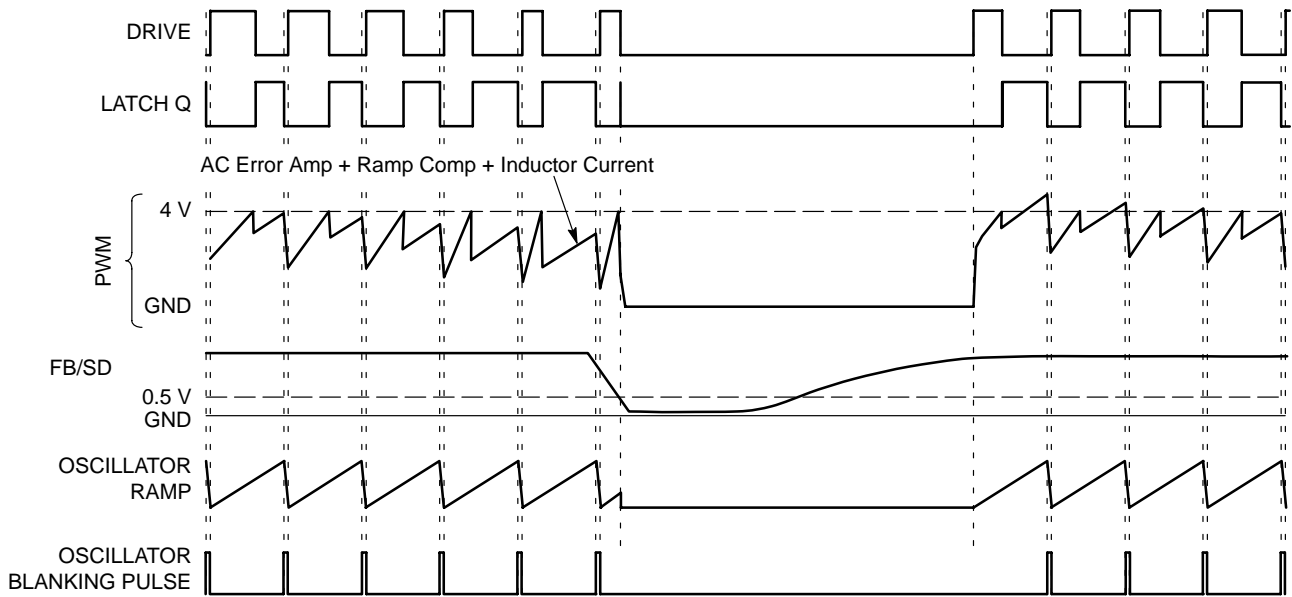 DRIVE
LATCH Q
AC Error Amp + Ramp Comp + Inductor Current
4 V
PWM
GND
FB/SD
0.5 V
GND
OSCILLATOR
RAMP
OSCILLATOR
BLANKING PULSE